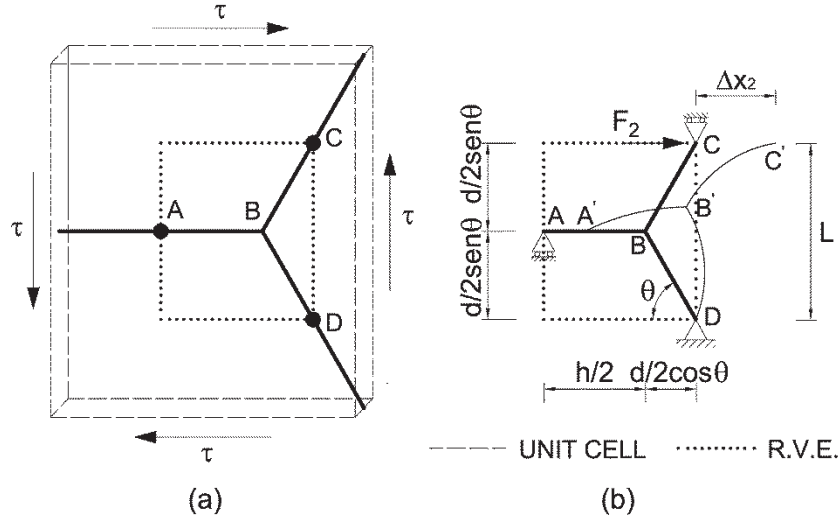 τ
τ
τ
τ
A
B
C
D
Δx₂
F₂
C
C'
A
A'
B'
B
D
θ
L
d/2senθ
d/2senθ
h/2
d/2cosθ
UNIT CELL
R.V.E.
(a)
(b)